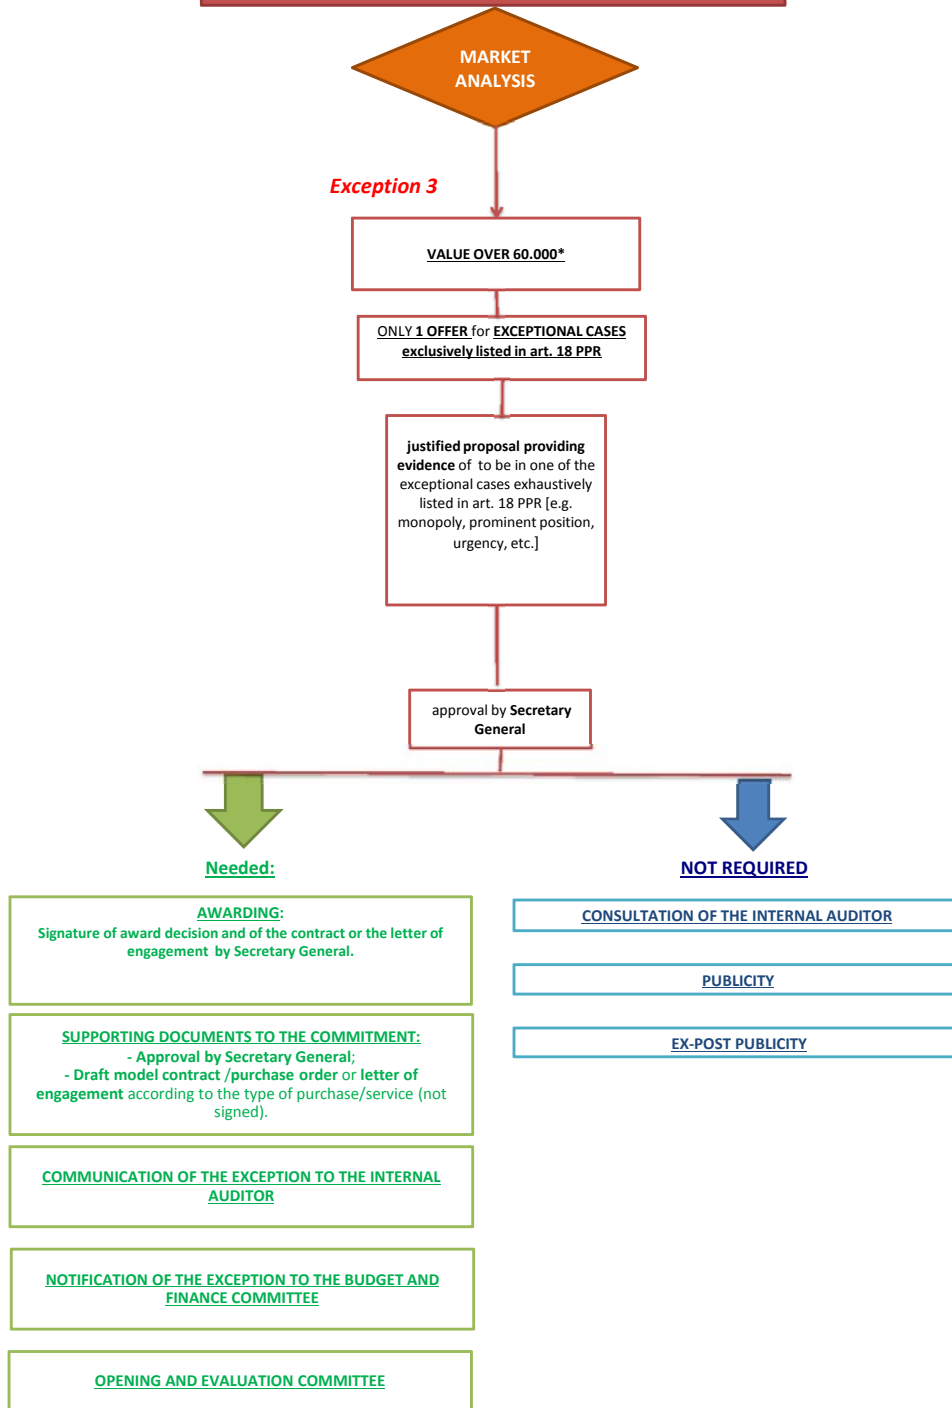 MARKET
ANALYSIS
Exception 3
VALUE OVER 60.000*
ONLY 1 OFFER for EXCEPTIONAL CASES
exclusively listed in art. 18 PPR
justified proposal providing
evidence of to be in one of the
exceptional cases exhaustively
listed in art. 18 PPR [e.g.
monopoly, prominent position,
urgency, etc.]
approval by Secretary
General
Needed:
AWARDING:
Signature of award decision and of the contract or the letter of
engagement by Secretary General.
SUPPORTING DOCUMENTS TO THE COMMITMENT:
- Approval by Secretary General;
- Draft model contract /purchase order or letter of
engagement according to the type of purchase/service (not
signed).
COMMUNICATION OF THE EXCEPTION TO THE INTERNAL
AUDITOR
NOTIFICATION OF THE EXCEPTION TO THE BUDGET AND
FINANCE COMMITTEE
OPENING AND EVALUATION COMMITTEE
NOT REQUIRED
CONSULTATION OF THE INTERNAL AUDITOR
PUBLICITY
EX-POST PUBLICITY